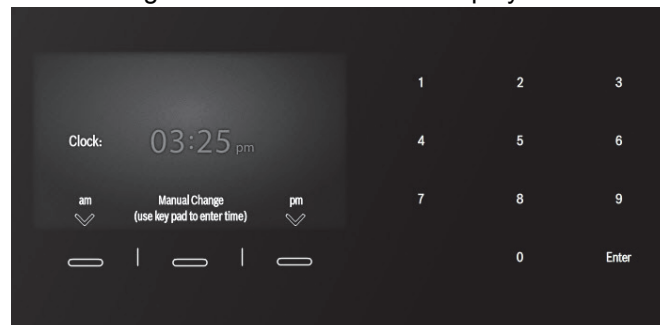 Clock: 03:25 pm
am Manual Change pm
(use key pad to enter time)
1 2 3
4 5 6
7 8 9
0 Enter